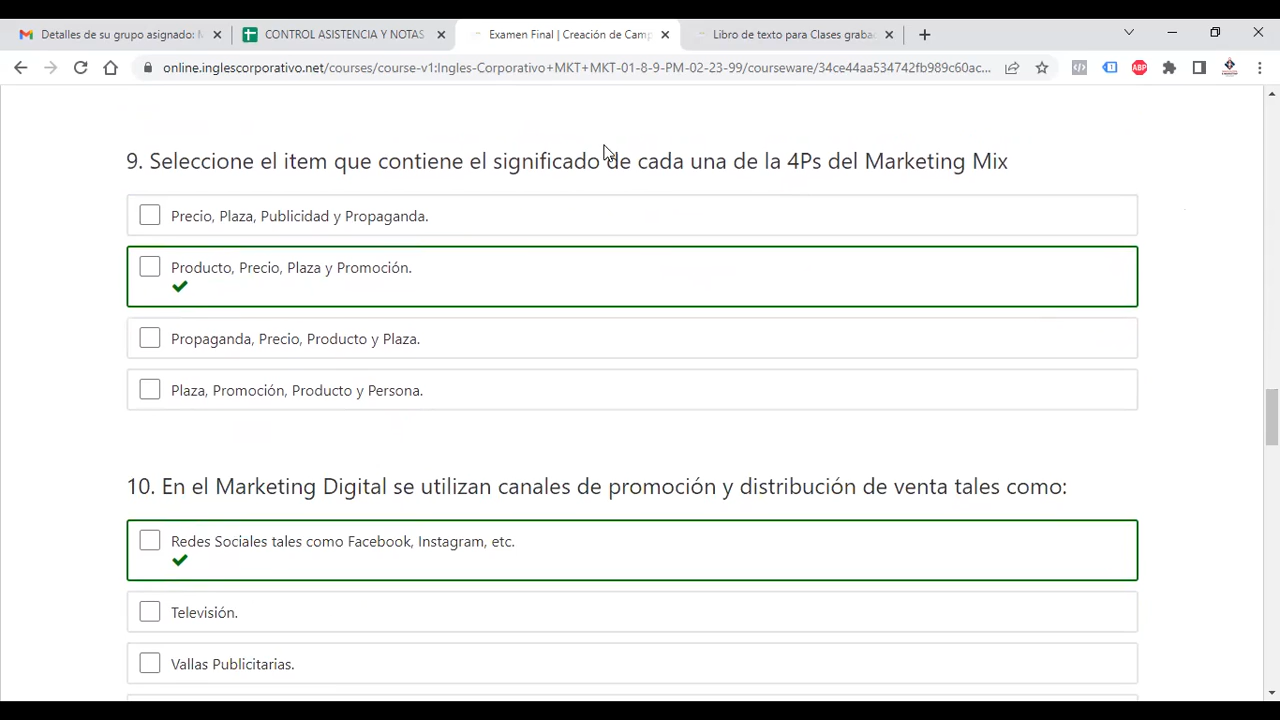 Detalles de su grupo asignado: M
CONTROL ASISTENCIA Y NOTAS
Examen Final | Creación de Camp
Libro de texto para Clases graba
online.inglescorporativo.net/courses/course-v1:Ingles-Corporativo+MKT+MKT-01-8-9-PM-02-23-99/courseware/34ce44aa534742fb989c60ac...
ABP
9. Seleccione el item que contiene el significado de cada una de la 4Ps del Marketing Mix
Precio, Plaza, Publicidad y Propaganda.
Producto, Precio, Plaza y Promoción.
Propaganda, Precio, Producto y Plaza.
Plaza, Promoción, Producto y Persona.
10. En el Marketing Digital se utilizan canales de promoción y distribución de venta tales como:
Redes Sociales tales como Facebook, Instagram, etc.
Televisión.
Vallas Publicitarias.